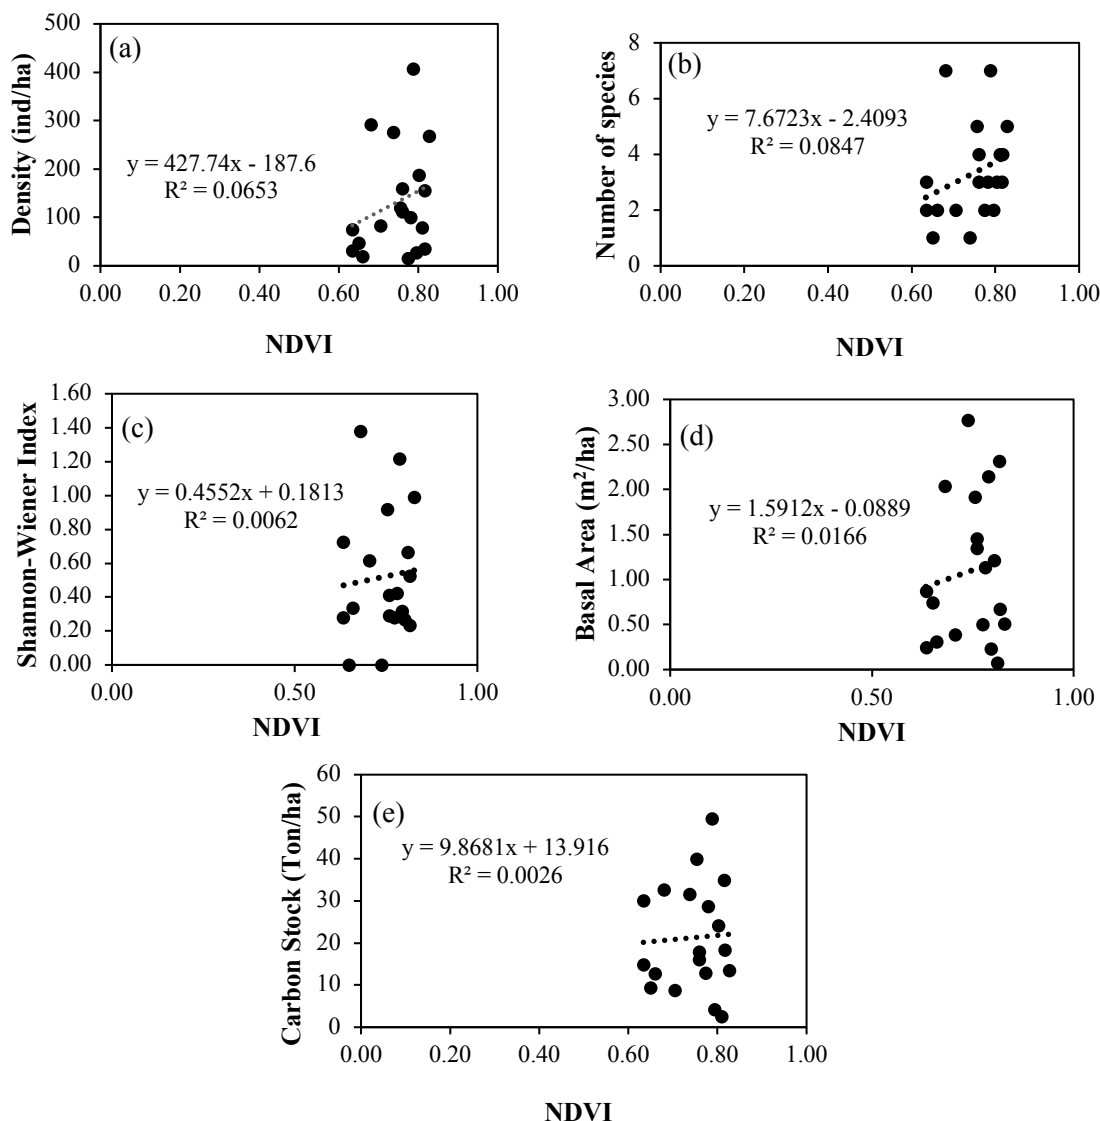 (a)
Density (ind/ha)
500
400
300
200
100
0
y = 427.74x - 187.6
R² = 0.0653
0.00 0.20 0.40 0.60 0.80 1.00
NDVI
(b)
Number of species
8
6
4
2
0
y = 7.6723x - 2.4093
R² = 0.0847
0.00 0.20 0.40 0.60 0.80 1.00
NDVI
(c)
Shannon-Wiener Index
1.60
1.40
1.20
1.00
0.80
0.60
0.40
0.20
0.00
y = 0.4552x + 0.1813
R² = 0.0062
0.00 0.50 1.00
NDVI
(d)
Basal Area (m²/ha)
3.00
2.50
2.00
1.50
1.00
0.50
0.00
y = 1.5912x - 0.0889
R² = 0.0166
0.00 0.50 1.00
NDVI
(e)
Carbon Stock (Ton/ha)
60
50
40
30
20
10
0
y = 9.8681x + 13.916
R² = 0.0026
0.00 0.20 0.40 0.60 0.80 1.00
NDVI